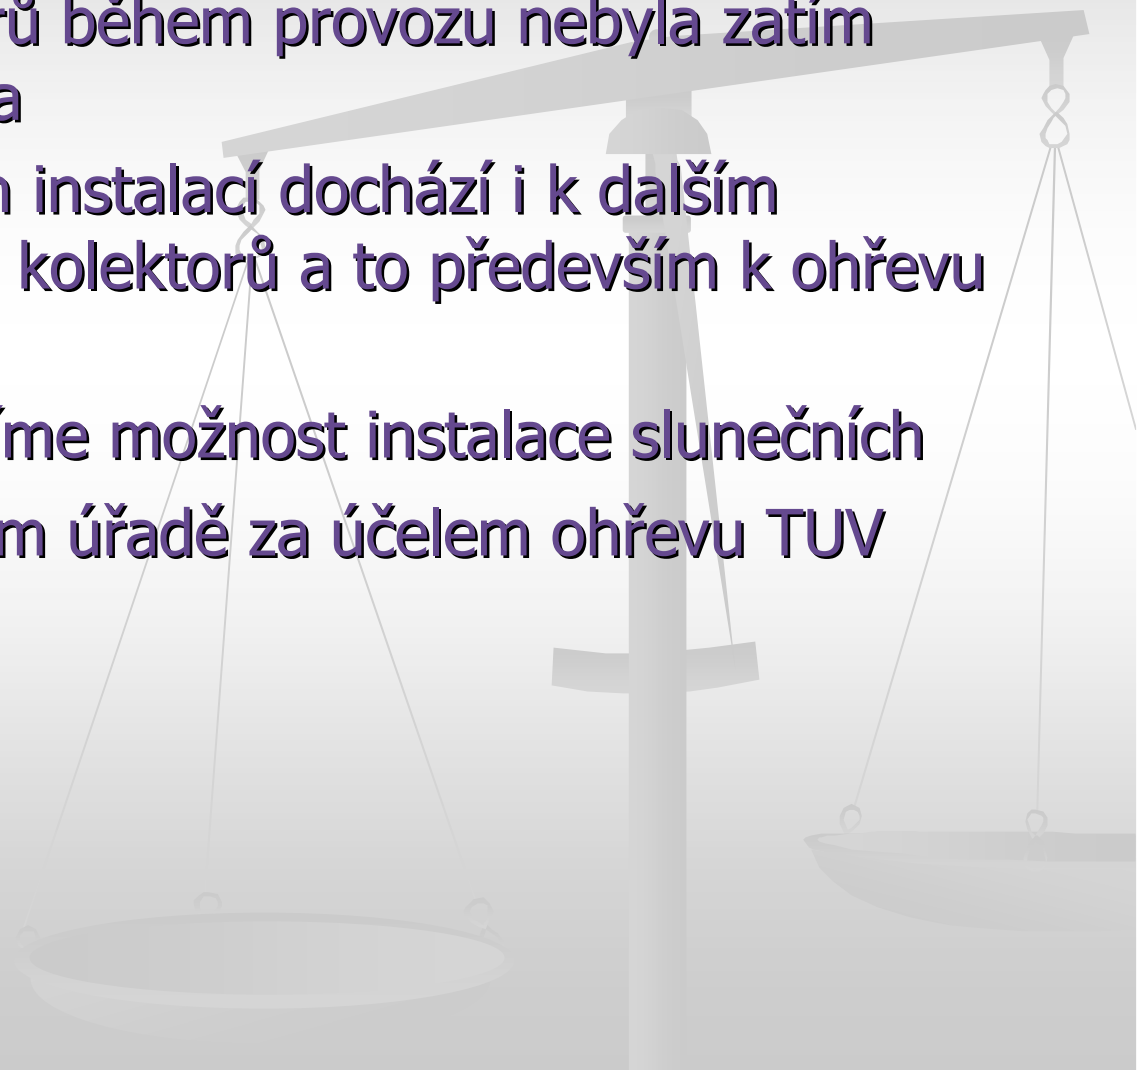 rů během provozu nebyla zatím
a
instalací dochází i k dalším
kolektorů a to především k ohřevu
íme možnost instalace slunečních
m úřadě za účelem ohřevu TUV